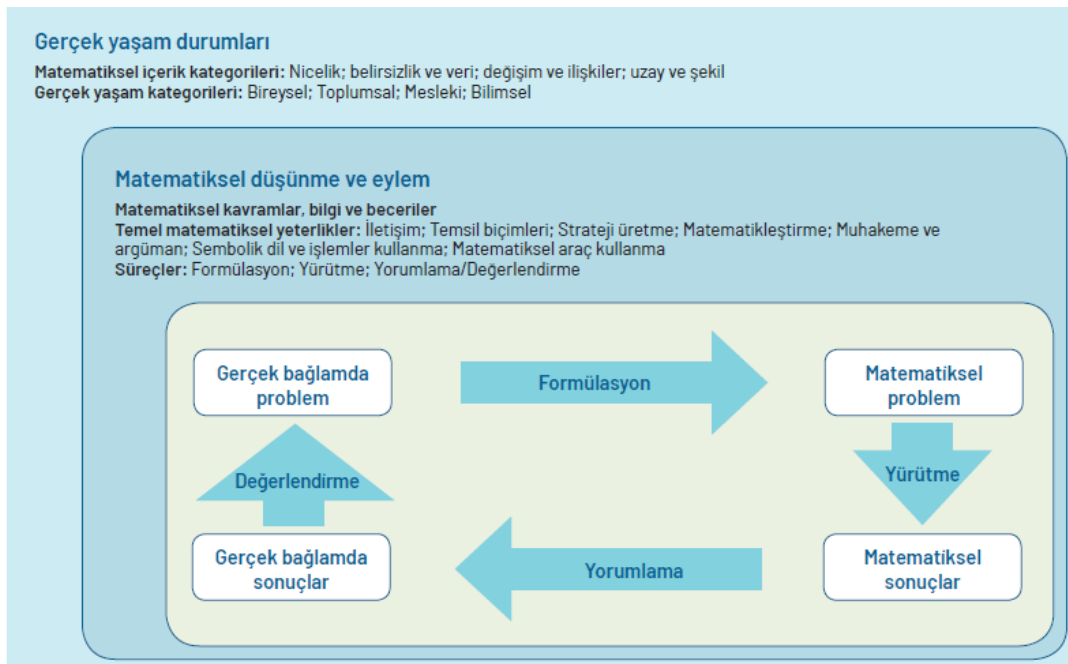 Gerçek yaşam durumları
Matematiksel içerik kategorileri: Nicelik; belirsizlik ve veri; değişim ve ilişkiler; uzay ve şekil
Gerçek yaşam kategorileri: Bireysel; Toplumsal; Mesleki; Bilimsel
Matematiksel düşünme ve eylem
Matematiksel kavramlar, bilgi ve beceriler
Temel matematiksel yeterlikler: İletişim; Temsil biçimleri; Strateji üretme; Matematikleştirme; Muhakeme ve
argüman; Sembolik dil ve işlemler kullanma; Matematiksel araç kullanma
Süreçler: Formülasyon; Yürütme; Yorumlama/Değerlendirme
Gerçek bağlamda
problem
Formülasyon
Matematiksel
problem
Değerlendirme
Yürütme
Gerçek bağlamda
sonuçlar
Yorumlama
Matematiksel
sonuçlar